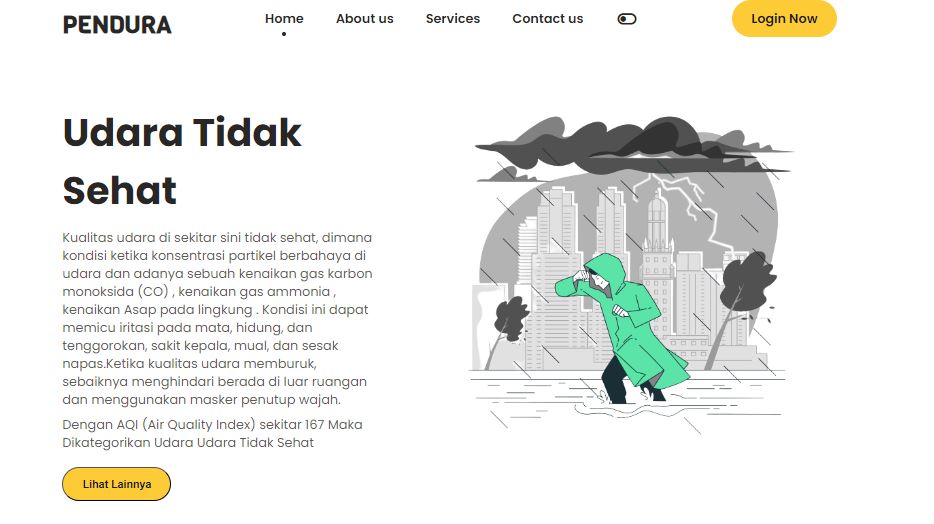 PENDURA
Home
About us
Services
Contact us
Login Now
Udara Tidak
Sehat
Kualitas udara di sekitar sini tidak sehat, dimana
kondisi ketika konsentrasi partikel berbahaya di
udara dan adanya sebuah kenaikan gas karbon
monoksida (CO) , kenaikan gas ammonia ,
kenaikan Asap pada lingkung . Kondisi ini dapat
memicu iritasi pada mata, hidung, dan
tenggorokan, sakit kepala, mual, dan sesak
napas.Ketika kualitas udara memburuk,
sebaiknya menghindari berada di luar ruangan
dan menggunakan masker penutup wajah.
Dengan AQI (Air Quality Index) sekitar 167 Maka
Dikategorikan Udara Udara Tidak Sehat
Lihat Lainnya